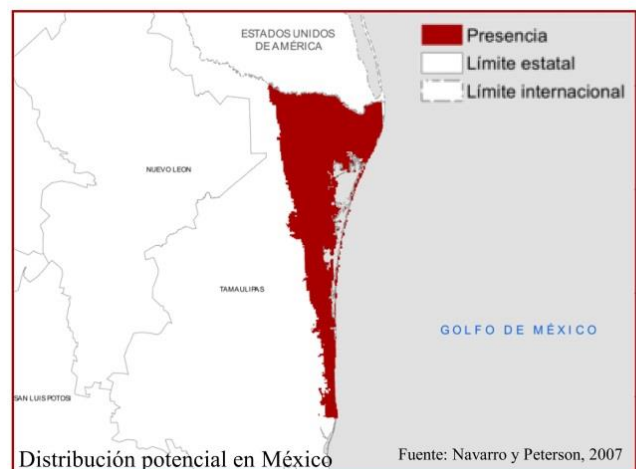 ESTADOS UNIDOS
DE AMÉRICA
Presencia
Límite estatal
Límite internacional
NUEVO LEON
TAMAULIPAS
GOLFO DE MÉXICO
SAN LUIS POTOSI
Distribución potencial en México
Fuente: Navarro y Peterson, 2007